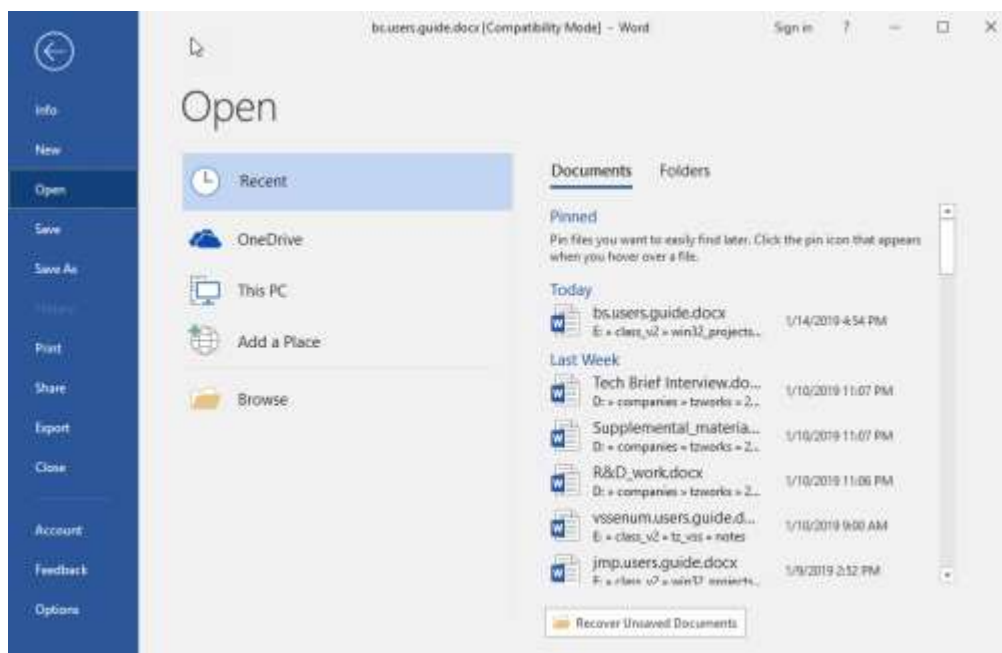 bs.users.guide.docx [Compatibility Mode] - Word
Sign in ?
Info
New
Open
Save
Save As
Print
Share
Export
Close
Account
Feedback
Options
Open
Recent
OneDrive
This PC
Add a Place
Browse
Documents Folders
Pinned
Pin files you want to easily find later. Click the pin icon that appears
when you hover over a file.
Today
bs.users.guide.docx 1/14/2019 4:54 PM
E: » class_v2 » win32_projects...
Last Week
Tech Brief Interview.do... 1/10/2019 11:07 PM
D: » companies » tzworks » 2...
Supplemental_materia... 1/10/2019 11:07 PM
D: » companies » tzworks » 2...
R&D_work.docx 1/10/2019 11:06 PM
D: » companies » tzworks » 2...
vssenum.users.guide.d... 1/10/2019 9:00 AM
E: » class_v2 » tz_vss » notes
jmp.users.guide.docx 1/9/2019 2:52 PM
E: » class_v2 » win32_projects...
Recover Unsaved Documents